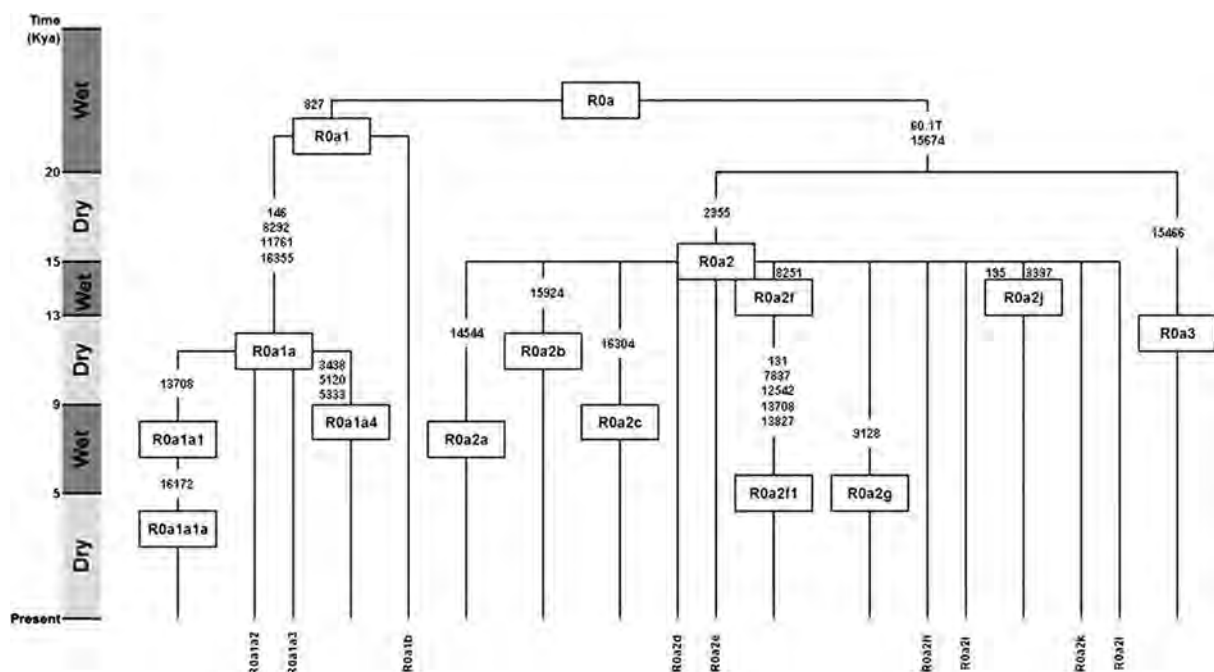 Time
(Kya)
Wet
R0a
827
R0a1
60.1T
15674
20
Dry
146
8292
11761
16355
2355
15466
R0a2
15
Wet
15924
8251
195
3397
R0a2f
R0a2j
13
14544
16304
R0a3
Dry
R0a1a
R0a2b
13708
3438
5120
5333
131
7837
12542
13708
13827
9
Wet
R0a1a4
R0a2c
R0a1a1
R0a2a
3128
16172
5
R0a2f1
R0a2g
Dry
R0a1a1a
Present
R0a1a2
R0a1a3
R0a1b
R0a2d
R0a2e
R0a2h
R0a2i
R0a2k
R0a2l